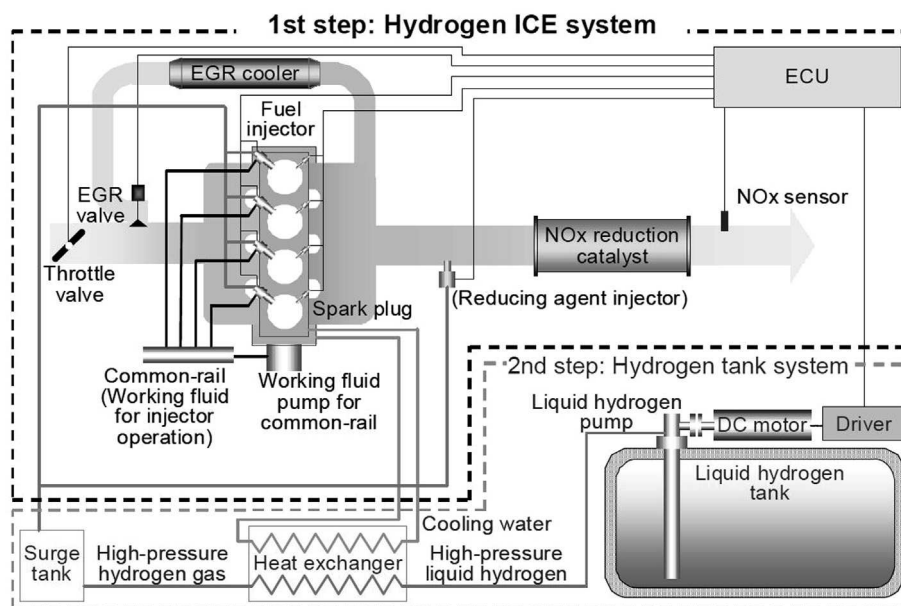 1st step: Hydrogen ICE system
EGR cooler
ECU
Fuel
injector
EGR
valve
NOx sensor
NOx reduction
catalyst
Throttle
valve
(Reducing agent injector)
Spark plug
Common-rail
(Working fluid
for injector
operation)
Working fluid
pump for
common-rail
2nd step: Hydrogen tank system
Liquid hydrogen
pump
DC motor
Driver
Liquid hydrogen
tank
Cooling water
Surge
tank
High-pressure
hydrogen gas
Heat exchanger
High-pressure
liquid hydrogen